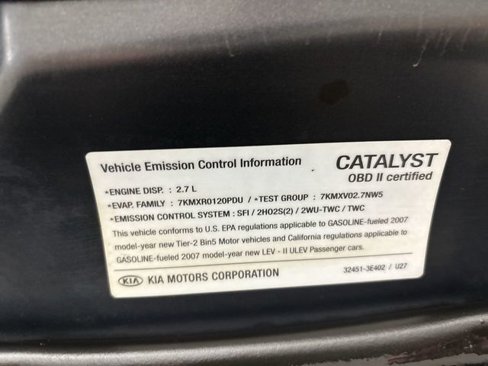 Vehicle Emission Control Information
CATALYST
OBD II certified
•ENGINE DISP. : 2.7 L
•EVAP. FAMILY : 7KMXR0120PDU / •TEST GROUP : 7KMXV02.7NW5
•EMISSION CONTROL SYSTEM : SFI / 2HO2S(2) / 2WU-TWC / TWC
This vehicle conforms to U.S. EPA regulations applicable to GASOLINE-fueled 2007
model-year new Tier-2 Bin5 Motor vehicles and California regulations applicable to
GASOLINE-fueled 2007 model-year new LEV - II ULEV Passenger cars.
KIA KIA MOTORS CORPORATION
32451-3E402 / U27